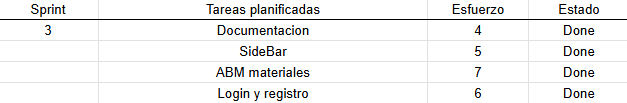 Sprint Tareas planificadas Esfuerzo Estado
3 Documentacion 4 Done
SideBar 5 Done
ABM materiales 7 Done
Login y registro 6 Done